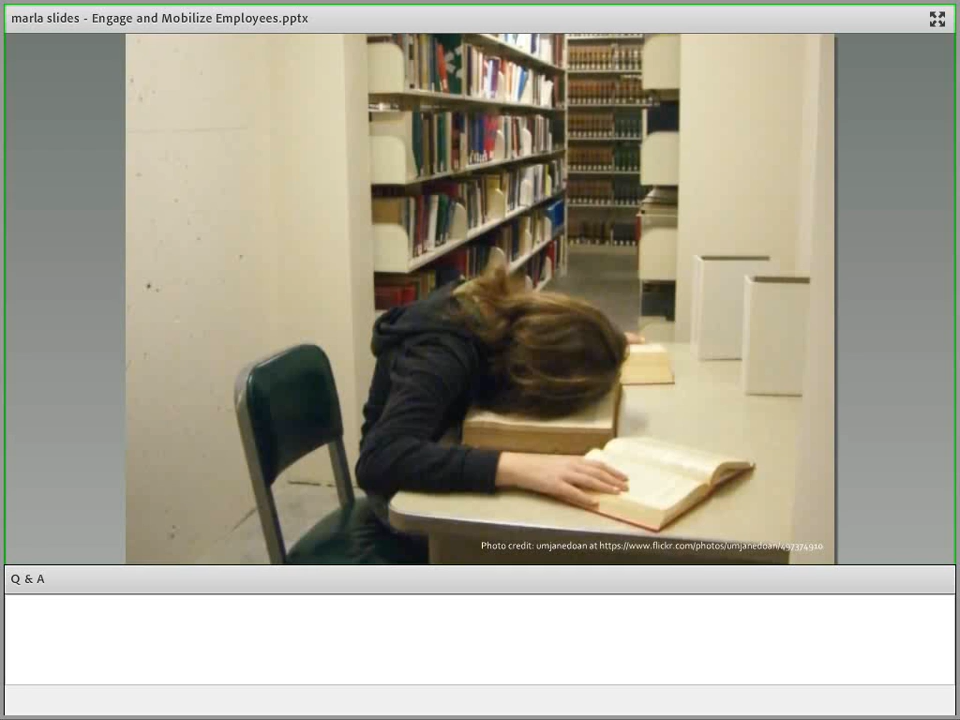 marla slides - Engage and Mobilize Employees.pptx
Photo credit: umjanedoan at https://www.flickr.com/photos/umjanedoan/497374910
Q & A